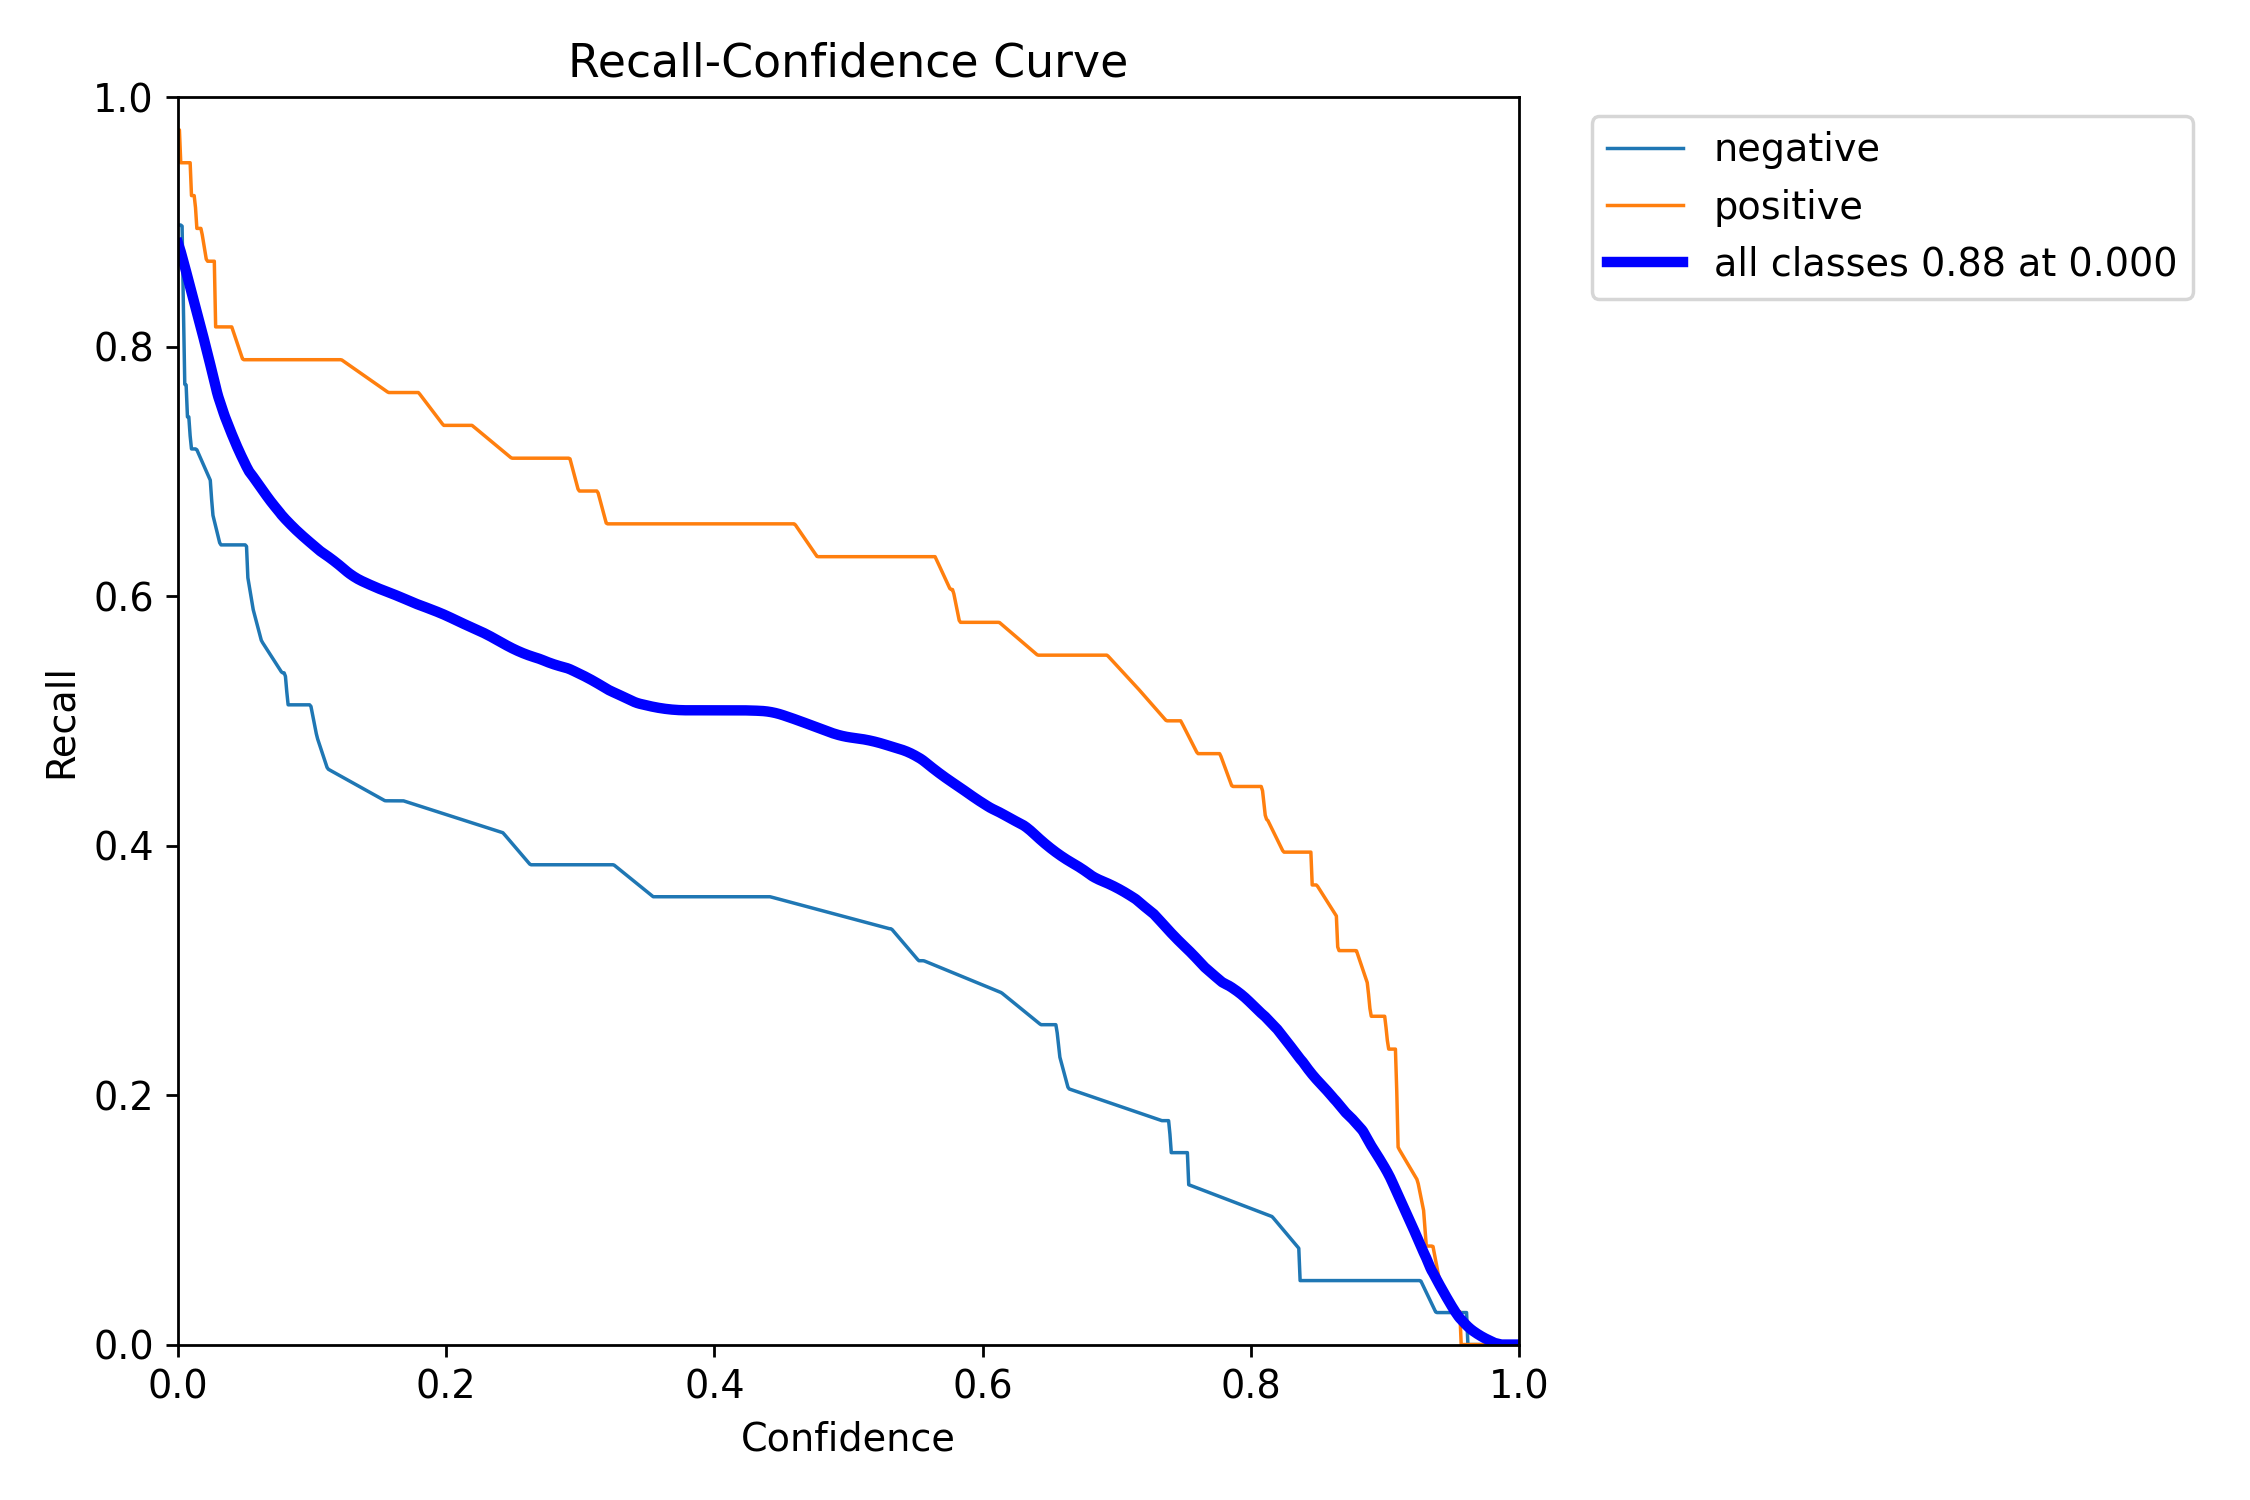 Recall-Confidence Curve
1.0
0.8
0.6
0.4
0.2
0.0
Recall
0.0 0.2 0.4 0.6 0.8 1.0
Confidence
negative
positive
all classes 0.88 at 0.000